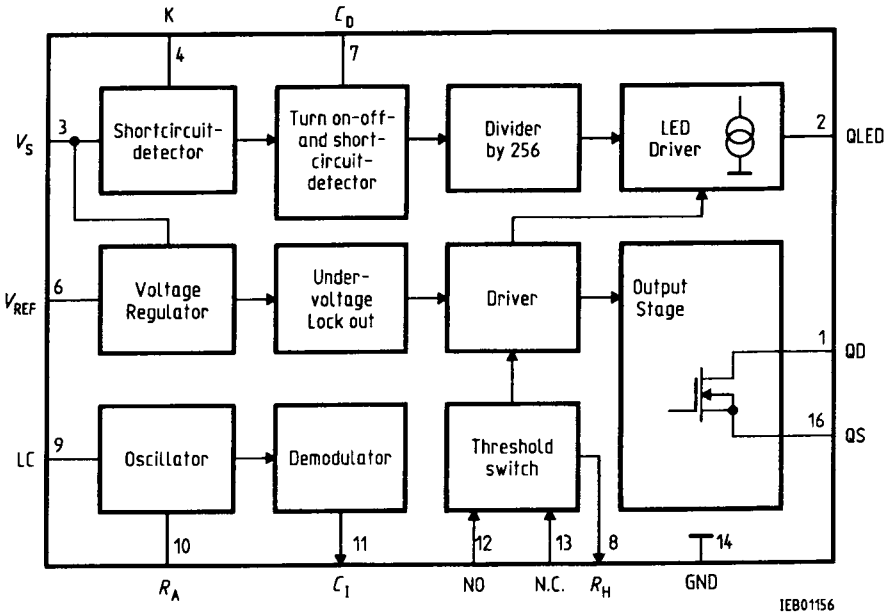 K
C_D
4
7
V_S
3
Shortcircuit-
detector
Turn on-off-
and short-
circuit-
detector
Divider
by 256
LED
Driver
2
QLED
V_REF
6
Voltage
Regulator
Under-
voltage
Lock out
Driver
Output
Stage
1
QD
16
QS
LC
9
Oscillator
Demodulator
Threshold
switch
10
11
12
13
8
14
R_A
C_I
NO
N.C.
R_H
GND
IEB01156